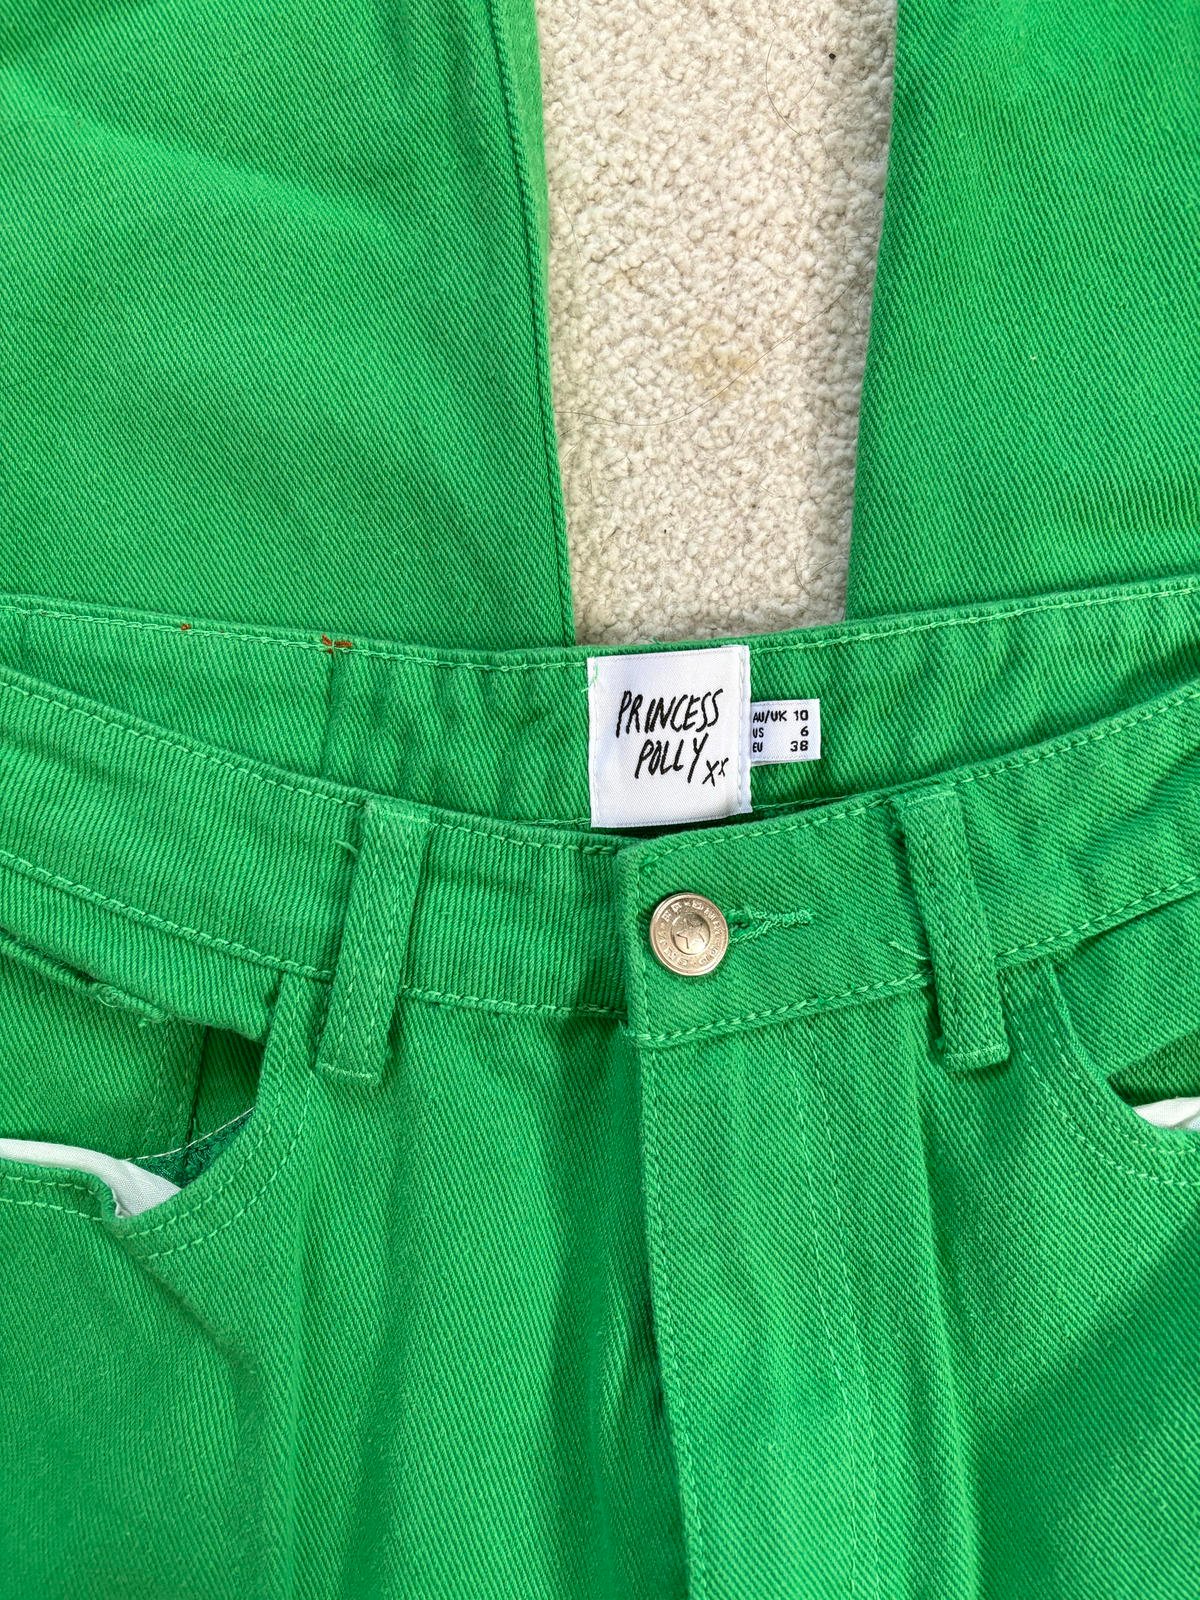 PRINCESS
POLLY xx
AU/UK 10
US 6
EU 38